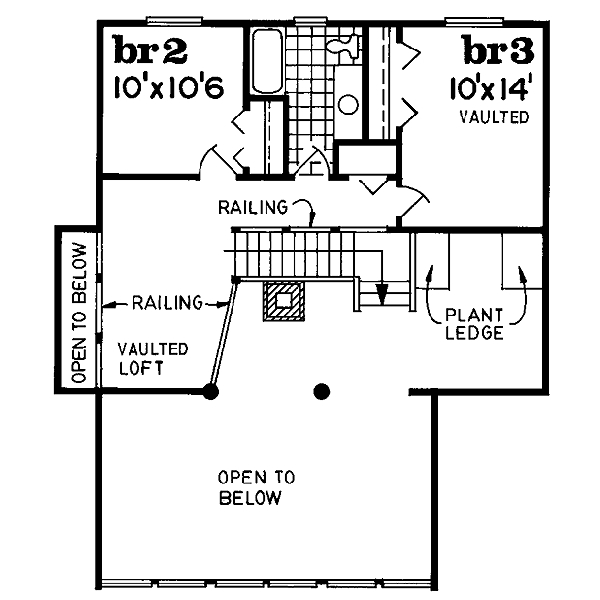 br2
10'x10'6
br3
10'x14'
VAULTED
RAILING
OPEN TO BELOW
RAILING
VAULTED
LOFT
PLANT
LEDGE
OPEN TO
BELOW